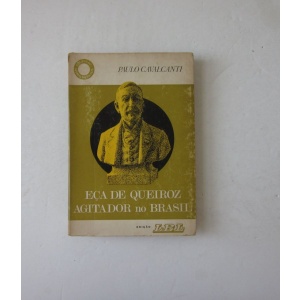 PAULO CAVALCANTI
EÇA DE QUEIROZ
AGITADOR no BRASIL